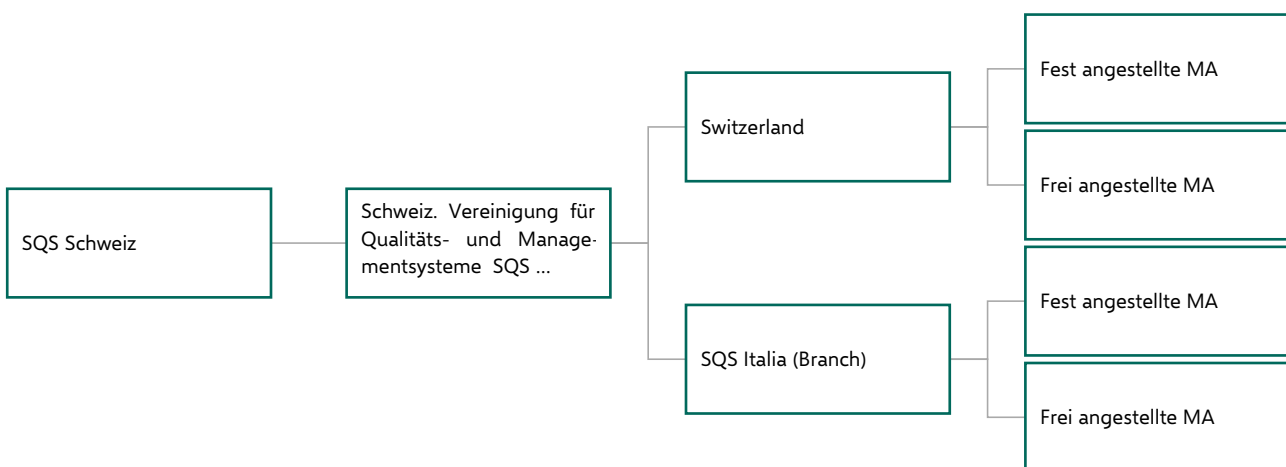 SQS Schweiz
Schweiz. Vereinigung für
Qualitäts- und Manage-
mentsysteme SQS ...
Switzerland
SQS Italia (Branch)
Fest angestellte MA
Frei angestellte MA
Fest angestellte MA
Frei angestellte MA